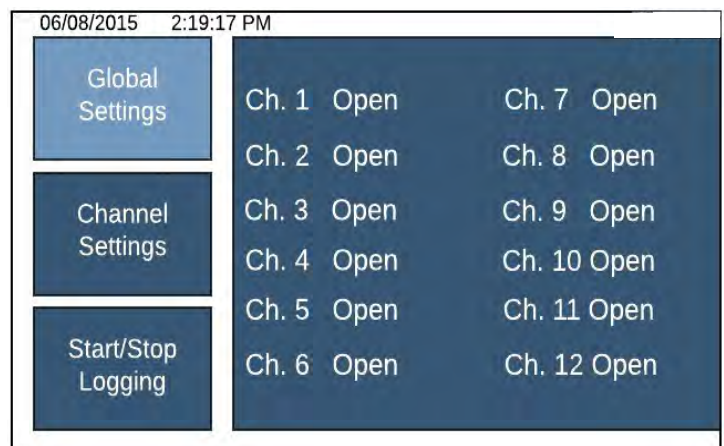 06/08/2015 2:19:17 PM
Global
Settings
Channel
Settings
Start/Stop
Logging
Ch. 1 Open
Ch. 2 Open
Ch. 3 Open
Ch. 4 Open
Ch. 5 Open
Ch. 6 Open
Ch. 7 Open
Ch. 8 Open
Ch. 9 Open
Ch. 10 Open
Ch. 11 Open
Ch. 12 Open